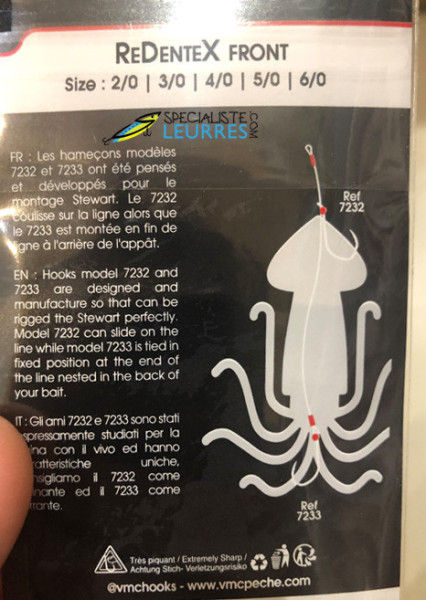 REDENTEX FRONT
Size : 2/0 | 3/0 | 4/0 | 5/0 | 6/0
SPECIALISTE
LEURRES.COM
FR : Les hameçons modèles
7232 et 7233 ont été pensés
et développés pour le
montage Stewart. Le 7232
coulisse sur la ligne alors que
le 7233 est montée en fin de
ligne à l'arrière de l'appât.
EN : Hooks model 7232 and
7233 are designed and
manufacture so that can be
rigged the Stewart perfectly.
Model 7232 can slide on the
line while model 7233 is tied in
fixed position at the end of
the line nested in the back of
your bait.
IT : Gli ami 7232 e 7233 sono stati
spressamente studiati per la
con il vivo ed hanno
uniche,
il 7232 come
ed il 7233 come
Ref
7232
Ref
7233
Très piquant / Extremely Sharp /
Achtung Stich- Verletzungsrisiko
@vmchooks - www.vmcpeche.com